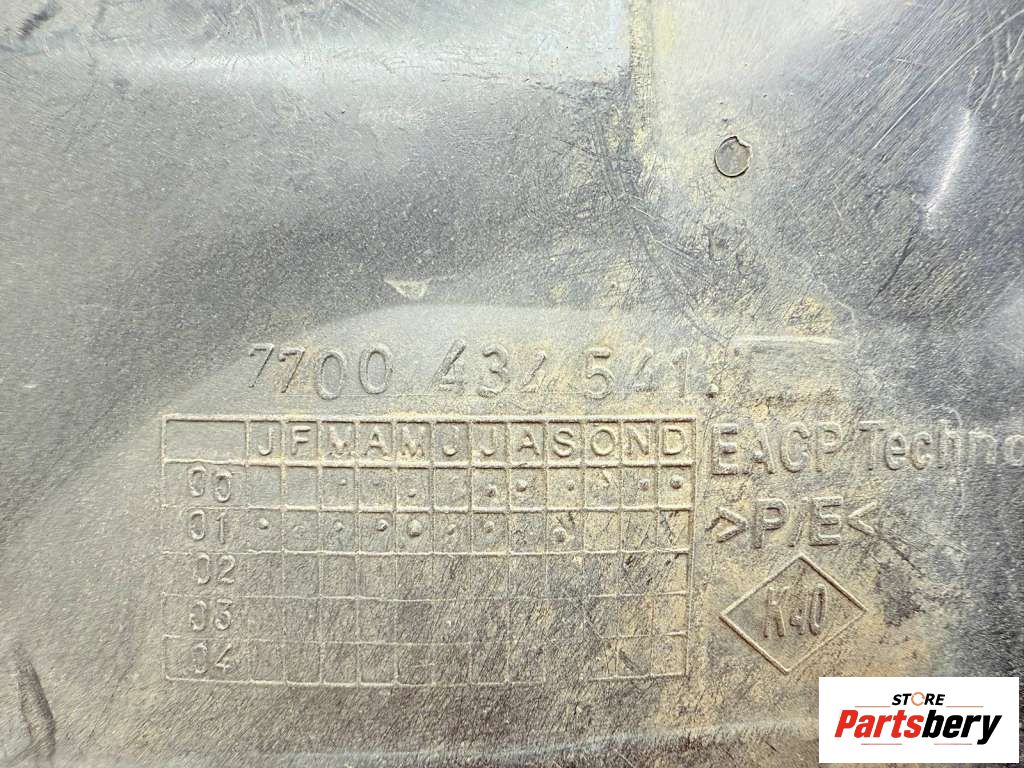 7700 434 541.
J F M A M J J A S O N D
00
01
02
03
04
EACP/Techno
>P/E<
K40
STORE
Partsbery